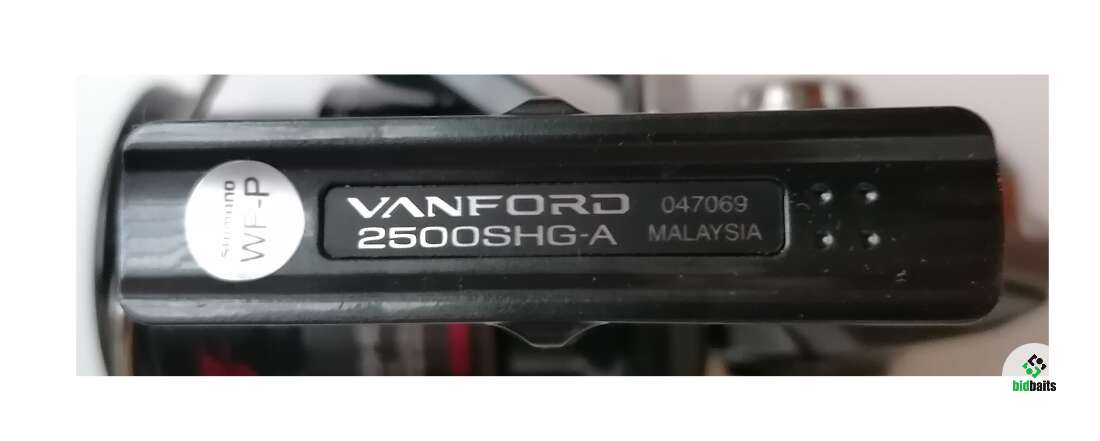 shimano
WF-P
VANFORD 047069
2500SHG-A MALAYSIA
bidbaits